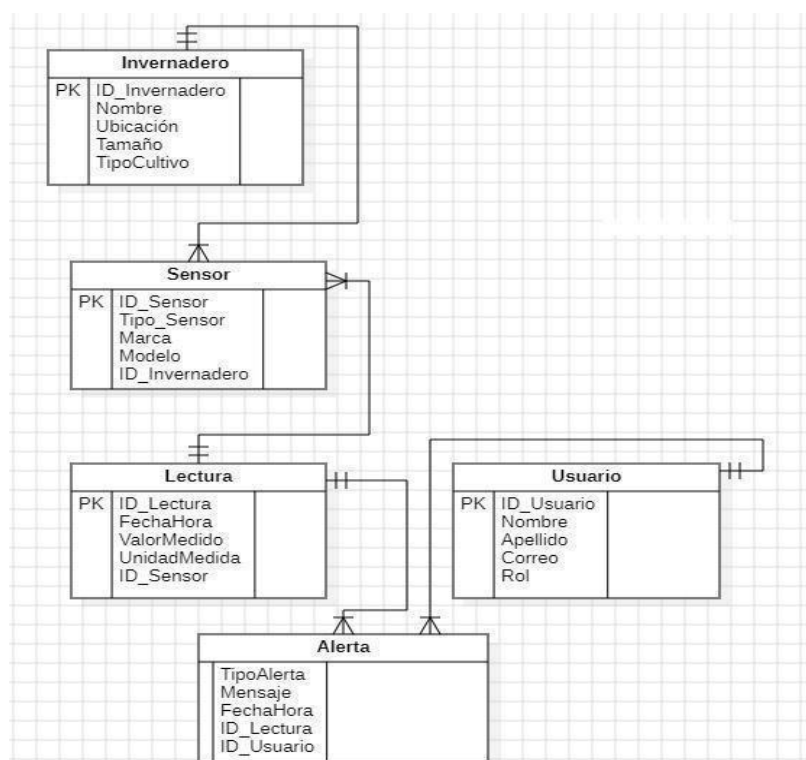 Invernadero
PK ID_Invernadero
Nombre
Ubicación
Tamaño
TipoCultivo
Sensor
PK ID_Sensor
Tipo_Sensor
Marca
Modelo
ID_Invernadero
Lectura
PK ID_Lectura
FechaHora
ValorMedido
UnidadMedida
ID_Sensor
Usuario
PK ID_Usuario
Nombre
Apellido
Correo
Rol
Alerta
TipoAlerta
Mensaje
FechaHora
ID_Lectura
ID_Usuario